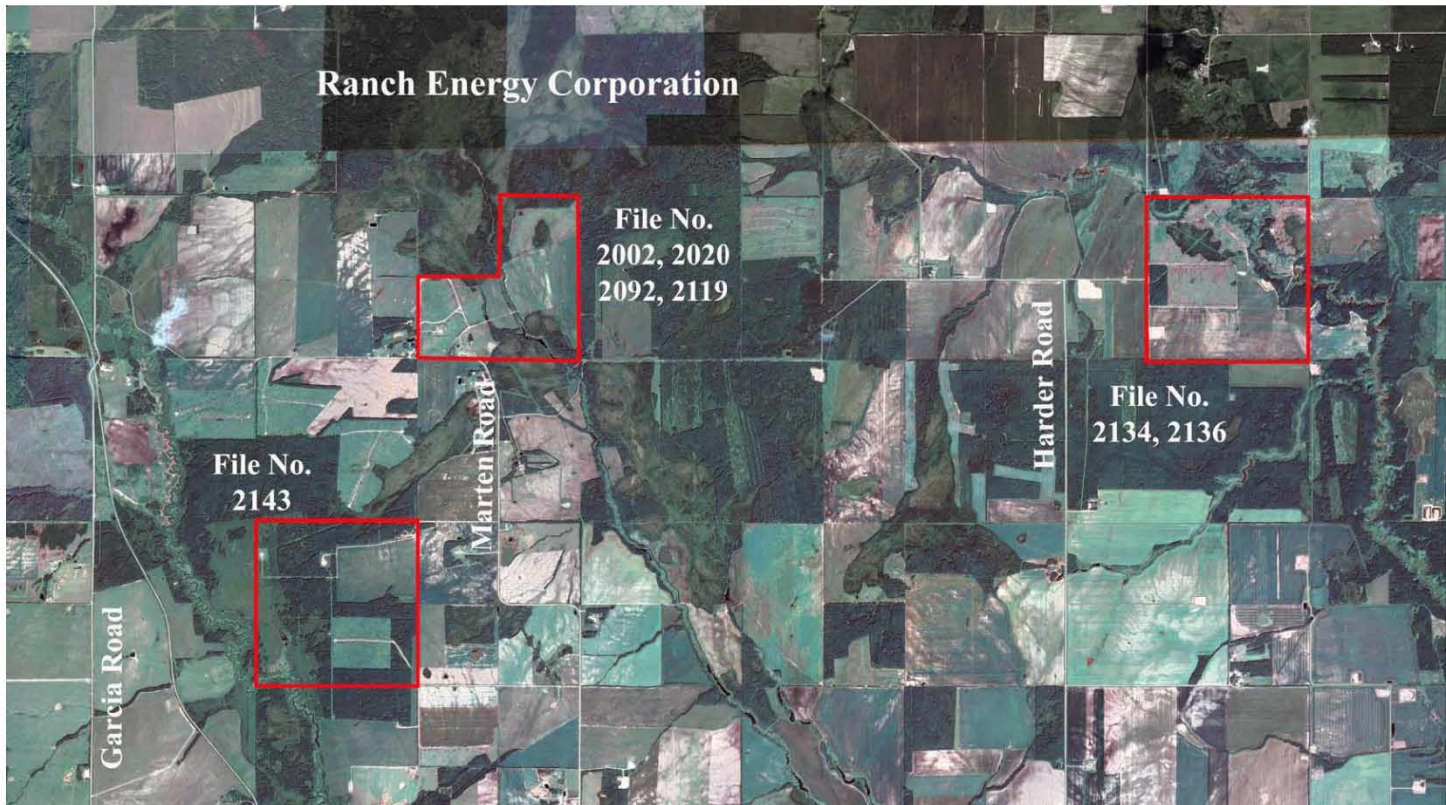 Ranch Energy Corporation
File No.
2002, 2020
2092, 2119
Marten Road
Harder Road
File No.
2134, 2136
File No.
2143
Garcia Road